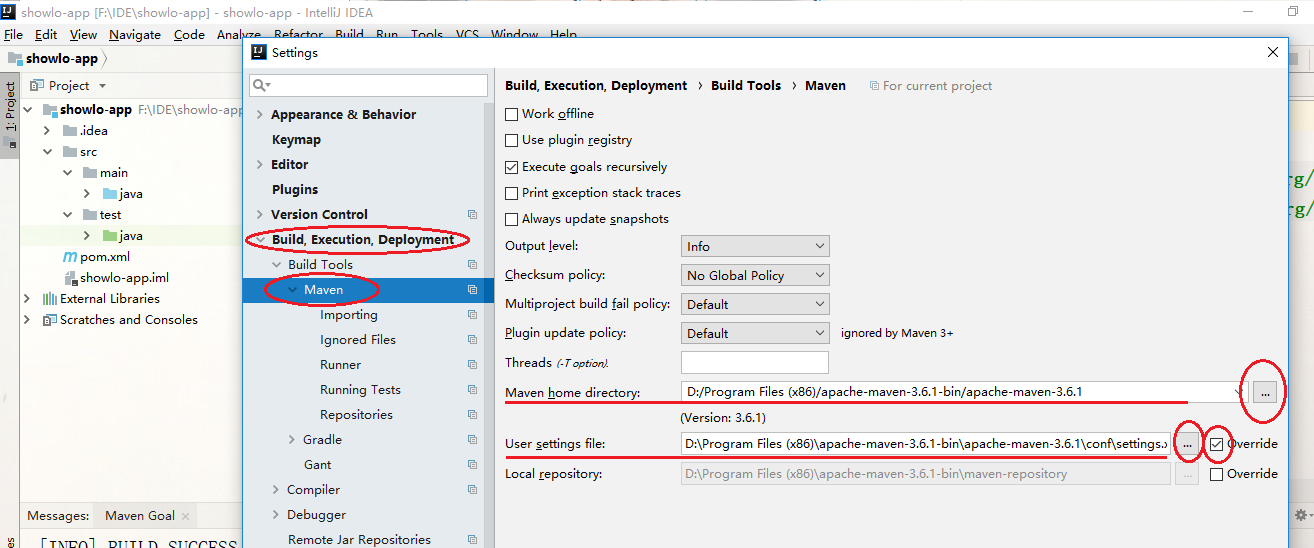 showlo-app [F:\IDE\showlo-app] - showlo-app - IntelliJ IDEA
File Edit View Navigate Code Analyze Refactor Build Run Tools VCS Window Help
showlo-app
1: Project
Project
showlo-app F:\IDE\showlo-app
.idea
src
main
java
test
java
pom.xml
showlo-app.iml
External Libraries
Scratches and Consoles
Messages: Maven Goal
[INFO] BUILD SUCCESS
Settings
Appearance & Behavior
Keymap
Editor
Plugins
Version Control
Build, Execution, Deployment
Build Tools
Maven
Importing
Ignored Files
Runner
Running Tests
Repositories
Gradle
Gant
Compiler
Debugger
Remote Jar Repositories
Build, Execution, Deployment › Build Tools › Maven For current project
Work offline
Use plugin registry
Execute goals recursively
Print exception stack traces
Always update snapshots
Output level: Info
Checksum policy: No Global Policy
Multiproject build fail policy: Default
Plugin update policy: Default ignored by Maven 3+
Threads (-T option).
Maven home directory: D:/Program Files (x86)/apache-maven-3.6.1-bin/apache-maven-3.6.1 ...
(Version: 3.6.1)
User settings file: D:\Program Files (x86)\apache-maven-3.6.1-bin\apache-maven-3.6.1\conf\settings.x ... Override
Local repository: D:\Program Files (x86)\apache-maven-3.6.1-bin\maven-repository ... Override
rg/
rg/